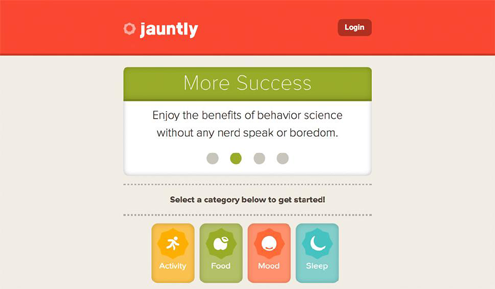 jauntly
Login
More Success
Enjoy the benefits of behavior science
without any nerd speak or boredom.
Select a category below to get started!
Activity
Food
Mood
Sleep